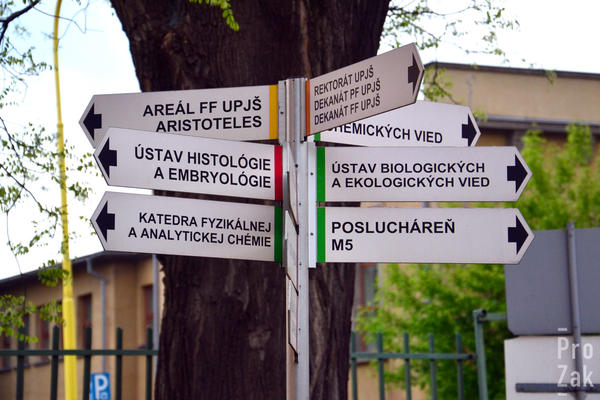 AREÁL FF UPJŠ
ARISTOTELES
ÚSTAV HISTOLÓGIE
A EMBRYOLÓGIE
KATEDRA FYZIKÁLNEJ
A ANALYTICKEJ CHÉMIE
REKTORÁT UPJŠ
DEKANÁT PF UPJŠ
DEKANÁT FF UPJŠ
HEMICKÝCH VIED
ÚSTAV BIOLOGICKÝCH
A EKOLOGICKÝCH VIED
POSLUCHÁREŇ
M5
P
Pro
Zak